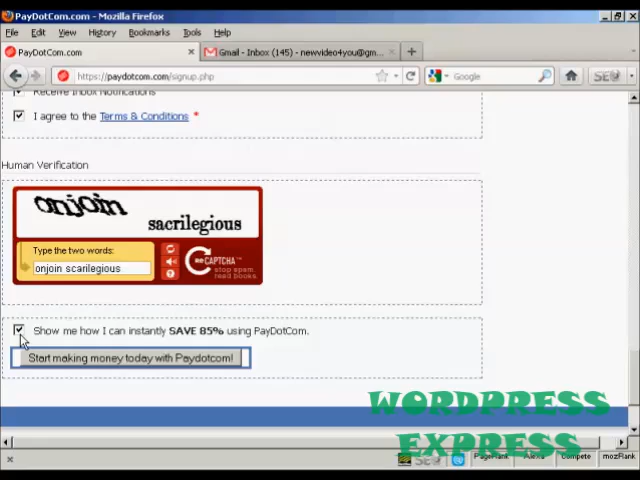 PayDotCom.com - Mozilla Firefox
File Edit View History Bookmarks Tools Help
PayDotCom.com
Gmail - Inbox (145) - newvideo4you@gm...
https://paydotcom.com/signup.php
Google
Receive Inbox Notifications
I agree to the Terms & Conditions *
Human Verification
onjoin sacrilegious
Type the two words:
onjoin scarilegious
reCAPTCHA™
stop spam.
read books.
Show me how I can instantly SAVE 85% using PayDotCom.
Start making money today with Paydotcom!
WORDPRESS
EXPRESS
PageRank Alexa Compete mozRank